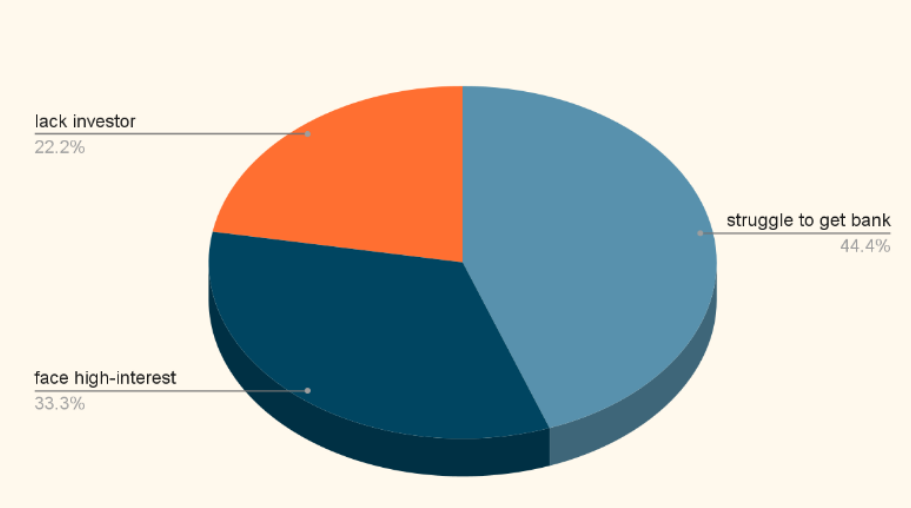 lack investor
22.2%
struggle to get bank
44.4%
face high-interest
33.3%